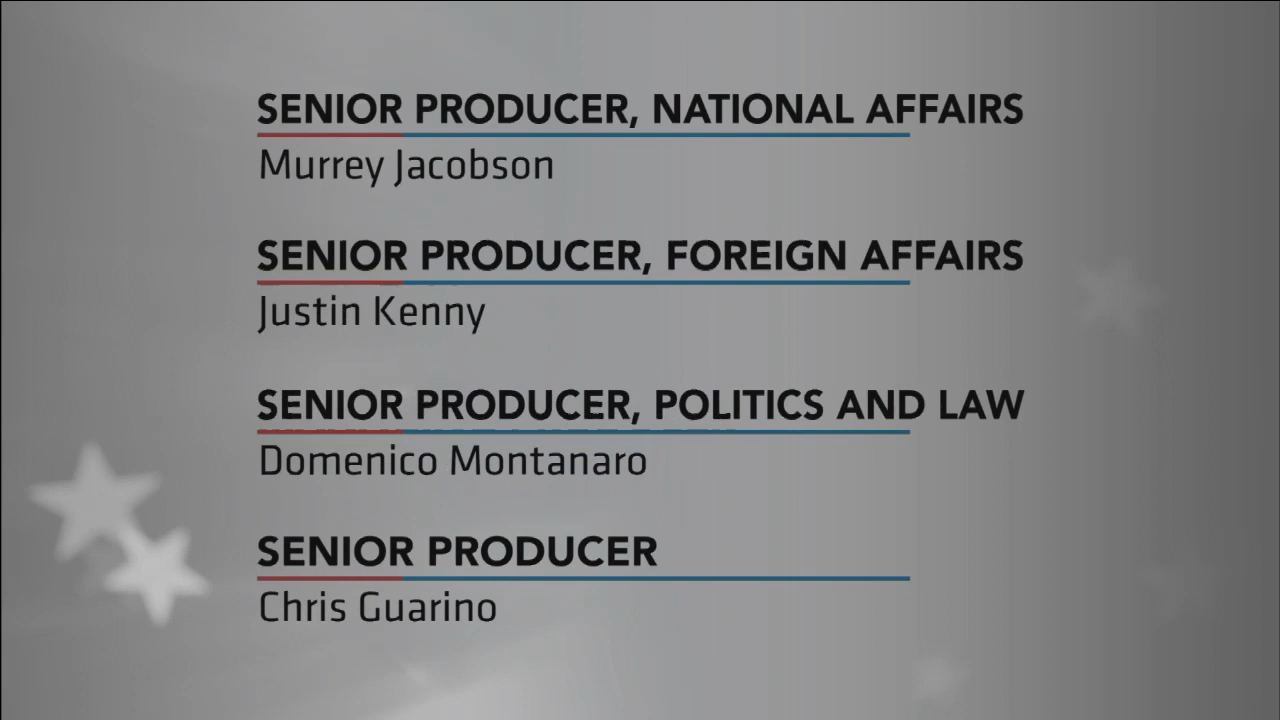 SENIOR PRODUCER, NATIONAL AFFAIRS
Murrey Jacobson
SENIOR PRODUCER, FOREIGN AFFAIRS
Justin Kenny
SENIOR PRODUCER, POLITICS AND LAW
Domenico Montanaro
SENIOR PRODUCER
Chris Guarino